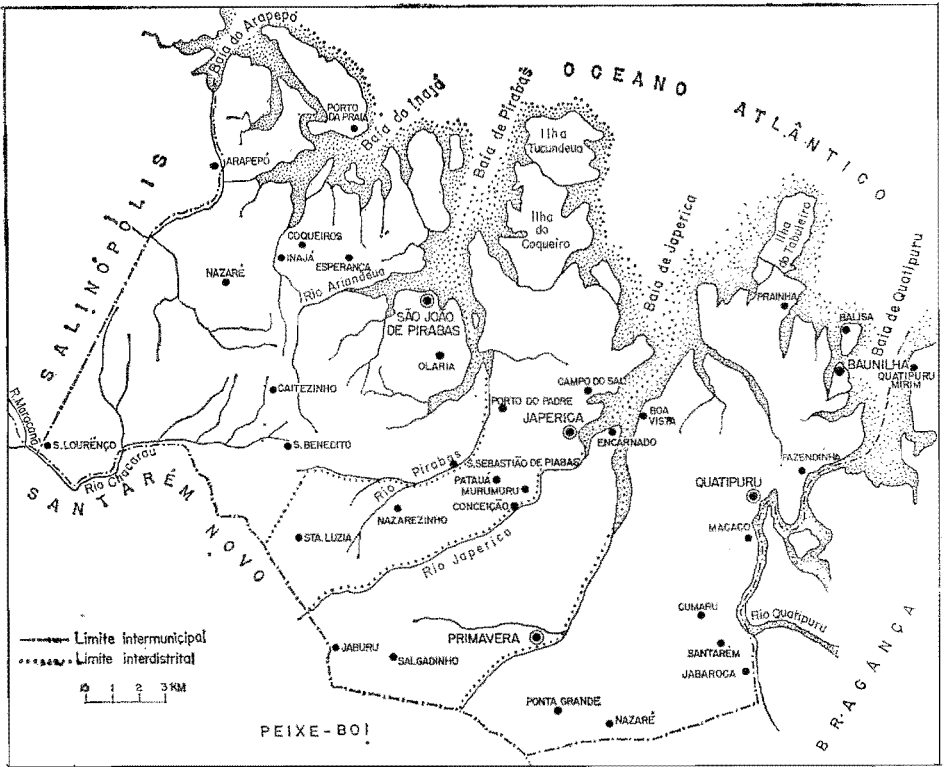 Baía do Arapepó
OCEANO ATLÂNTICO
PORTO
DA PRAIA
Baía do Inajá
Baía de Pirabas
Ilha
Tucundeua
ARAPEPÓ
SALINÓPOLIS
Baía de Japerica
Ilha
do Tabuleiro
Ilha
do
Coqueiro
COQUEIROS
INAJÁ
ESPERANÇA
Rio Ariandeua
NAZARÉ
Baía de Quatipuru
PRAINHA
SÃO JOÃO
DE PIRABAS
BALISA
OLARIA
BAUNILHA
QUATIPURU
MIRIM
CAITEZINHO
CAMPO DO SAL
PORTO DO PADRE
BOA
VISTA
JAPERICA
ENCARNADO
R. Maracanã
S. LOURENÇO
S. BENEDITO
Rio Chocarau
Rio Pirabas
S. SEBASTIÃO DE PIABAS
FAZENDINHA
SANTARÉM NOVO
PATAUÁ
MURUMURU
CONCEIÇÃO
QUATIPURU
NAZAREZINHO
MACACO
STA. LUZIA
Rio Japerica
CUMARU
Rio Quatipuru
PRIMAVERA
SANTARÉM
JABAROCA
JABURU
SALGADINHO
BRAGANÇA
Limite intermunicipal
Limite interdistrital
0 1 2 3 KM
PONTA GRANDE
NAZARÉ
PEIXE-BOI